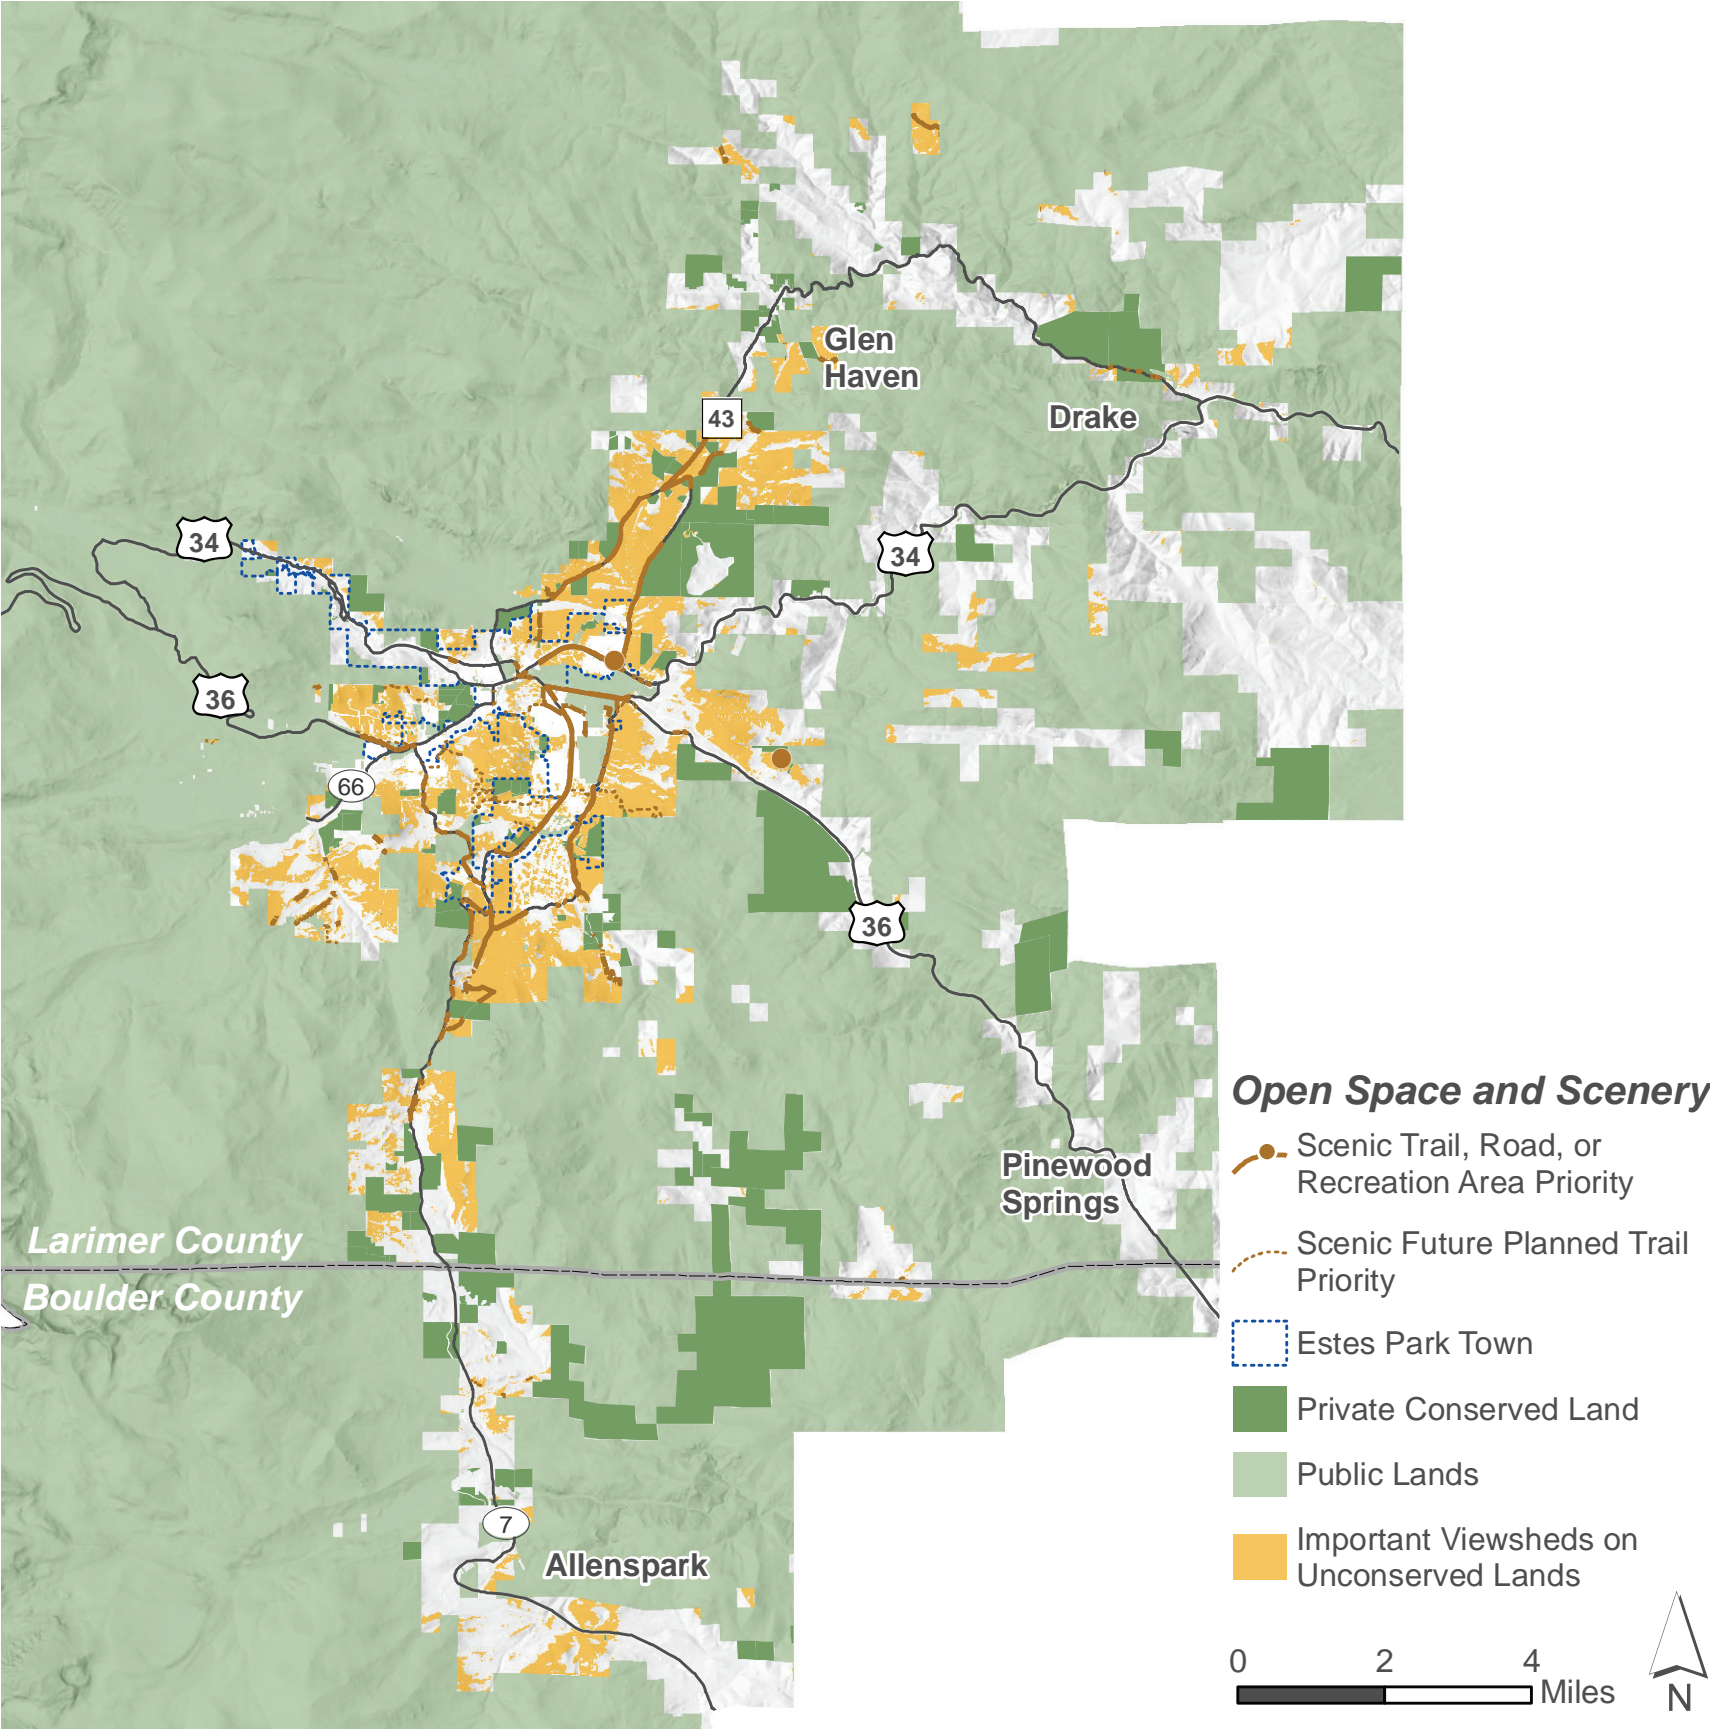 Glen
Haven
43
Drake
34
34
36
66
36
Pinewood
Springs
Larimer County
Boulder County
7
Allenspark
Open Space and Scenery
Scenic Trail, Road, or
Recreation Area Priority
Scenic Future Planned Trail
Priority
Estes Park Town
Private Conserved Land
Public Lands
Important Viewsheds on
Unconserved Lands
0 2 4
Miles
N